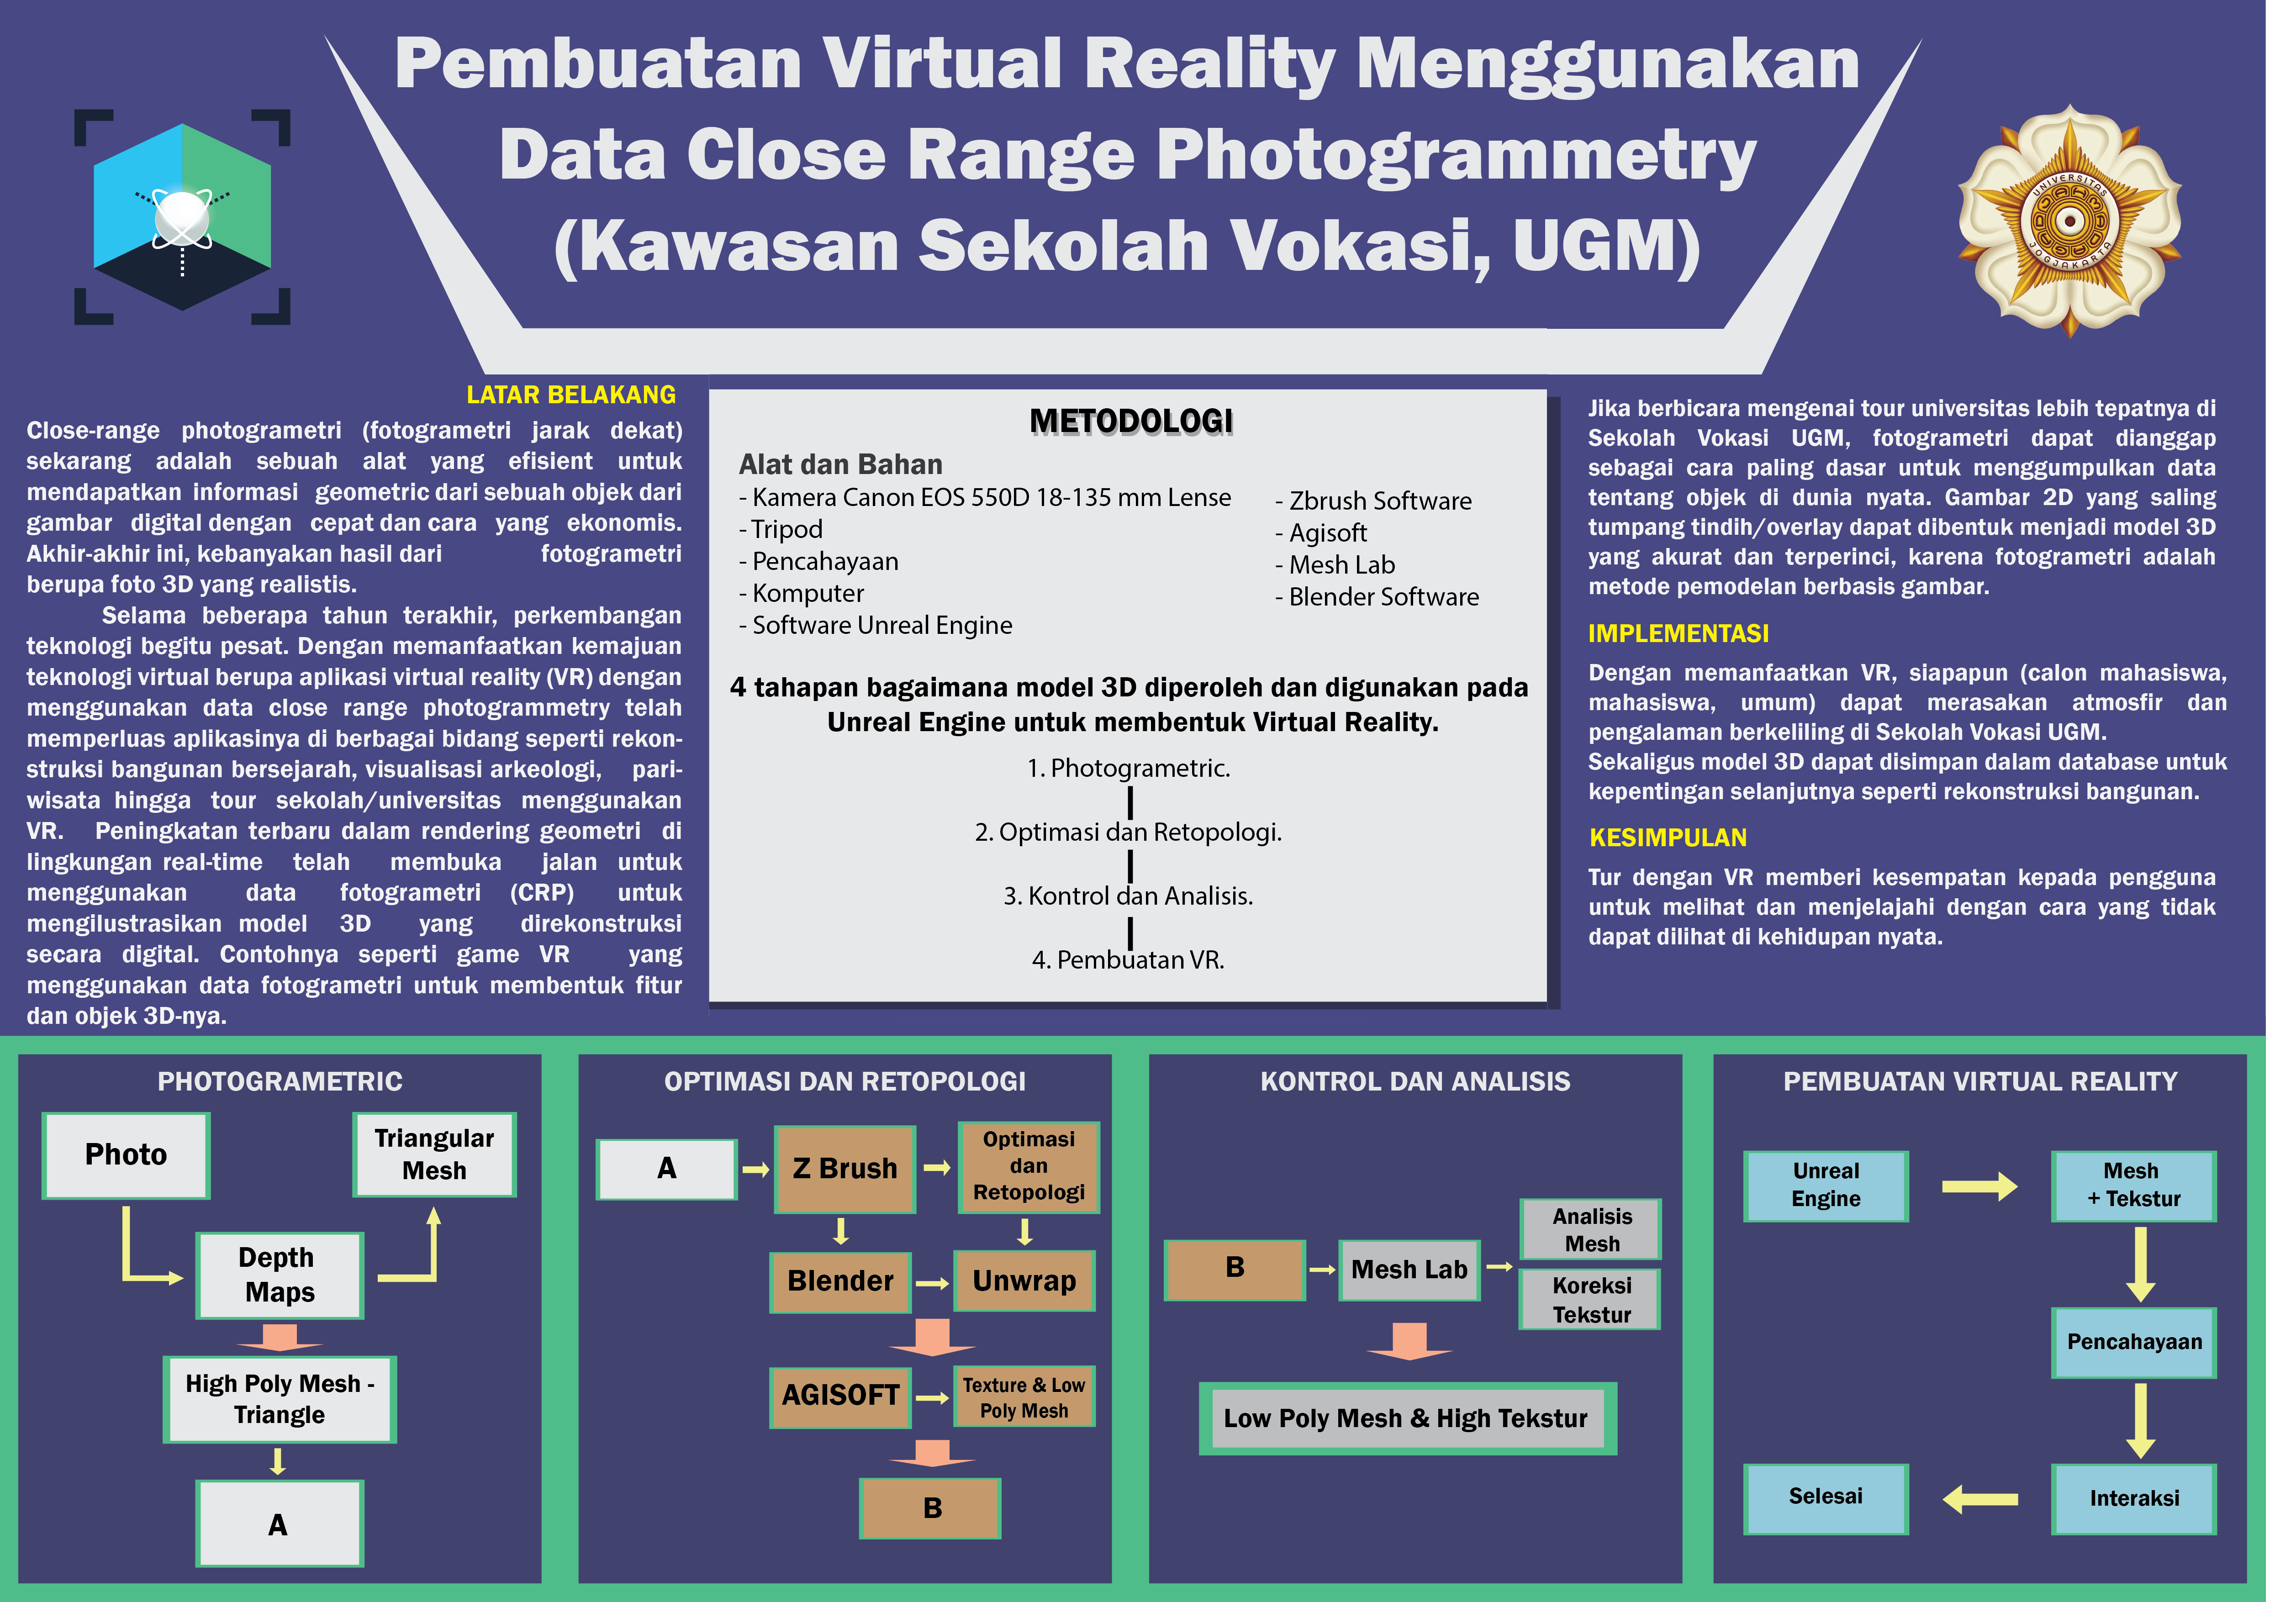 Pembuatan Virtual Reality Menggunakan
Data Close Range Photogrammetry
(Kawasan Sekolah Vokasi, UGM)
UNIVERSITAS
JOGJAKARTA
LATAR BELAKANG
Close-range photogrametri (fotogrametri jarak dekat)
sekarang adalah sebuah alat yang efisient untuk
mendapatkan informasi geometric dari sebuah objek dari
gambar digital dengan cepat dan cara yang ekonomis.
Akhir-akhir ini, kebanyakan hasil dari fotogrametri
berupa foto 3D yang realistis.
Selama beberapa tahun terakhir, perkembangan
teknologi begitu pesat. Dengan memanfaatkan kemajuan
teknologi virtual berupa aplikasi virtual reality (VR) dengan
menggunakan data close range photogrammetry telah
memperluas aplikasinya di berbagai bidang seperti rekon-
struksi bangunan bersejarah, visualisasi arkeologi, pari-
wisata hingga tour sekolah/universitas menggunakan
VR. Peningkatan terbaru dalam rendering geometri di
lingkungan real-time telah membuka jalan untuk
menggunakan data fotogrametri (CRP) untuk
mengilustrasikan model 3D yang direkonstruksi
secara digital. Contohnya seperti game VR yang
menggunakan data fotogrametri untuk membentuk fitur
dan objek 3D-nya.
METODOLOGI
Alat dan Bahan
- Kamera Canon EOS 550D 18-135 mm Lense
- Tripod
- Pencahayaan
- Komputer
- Software Unreal Engine
- Zbrush Software
- Agisoft
- Mesh Lab
- Blender Software
4 tahapan bagaimana model 3D diperoleh dan digunakan pada
Unreal Engine untuk membentuk Virtual Reality.
1. Photogrametric.
2. Optimasi dan Retopologi.
3. Kontrol dan Analisis.
4. Pembuatan VR.
Jika berbicara mengenai tour universitas lebih tepatnya di
Sekolah Vokasi UGM, fotogrametri dapat dianggap
sebagai cara paling dasar untuk menggumpulkan data
tentang objek di dunia nyata. Gambar 2D yang saling
tumpang tindih/overlay dapat dibentuk menjadi model 3D
yang akurat dan terperinci, karena fotogrametri adalah
metode pemodelan berbasis gambar.
IMPLEMENTASI
Dengan memanfaatkan VR, siapapun (calon mahasiswa,
mahasiswa, umum) dapat merasakan atmosfir dan
pengalaman berkeliling di Sekolah Vokasi UGM.
Sekaligus model 3D dapat disimpan dalam database untuk
kepentingan selanjutnya seperti rekonstruksi bangunan.
KESIMPULAN
Tur dengan VR memberi kesempatan kepada pengguna
untuk melihat dan menjelajahi dengan cara yang tidak
dapat dilihat di kehidupan nyata.
PHOTOGRAMETRIC
Photo
Triangular
Mesh
Depth
Maps
High Poly Mesh -
Triangle
A
OPTIMASI DAN RETOPOLOGI
A
Z Brush
Optimasi
dan
Retopologi
Blender
Unwrap
AGISOFT
Texture & Low
Poly Mesh
B
KONTROL DAN ANALISIS
B
Mesh Lab
Analisis
Mesh
Koreksi
Tekstur
Low Poly Mesh & High Tekstur
PEMBUATAN VIRTUAL REALITY
Unreal
Engine
Mesh
+ Tekstur
Pencahayaan
Interaksi
Selesai